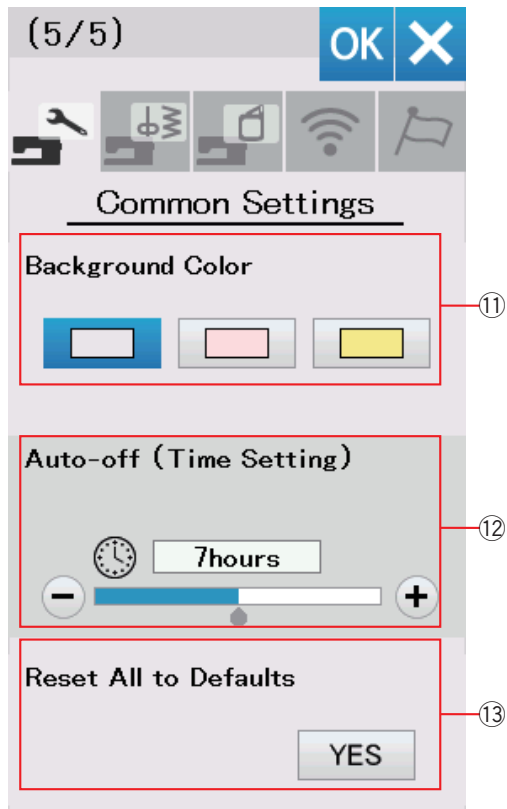 (5/5)
OK
Common Settings
Background Color
⑪
Auto-off (Time Setting)
⑫
7hours
Reset All to Defaults
⑬
YES